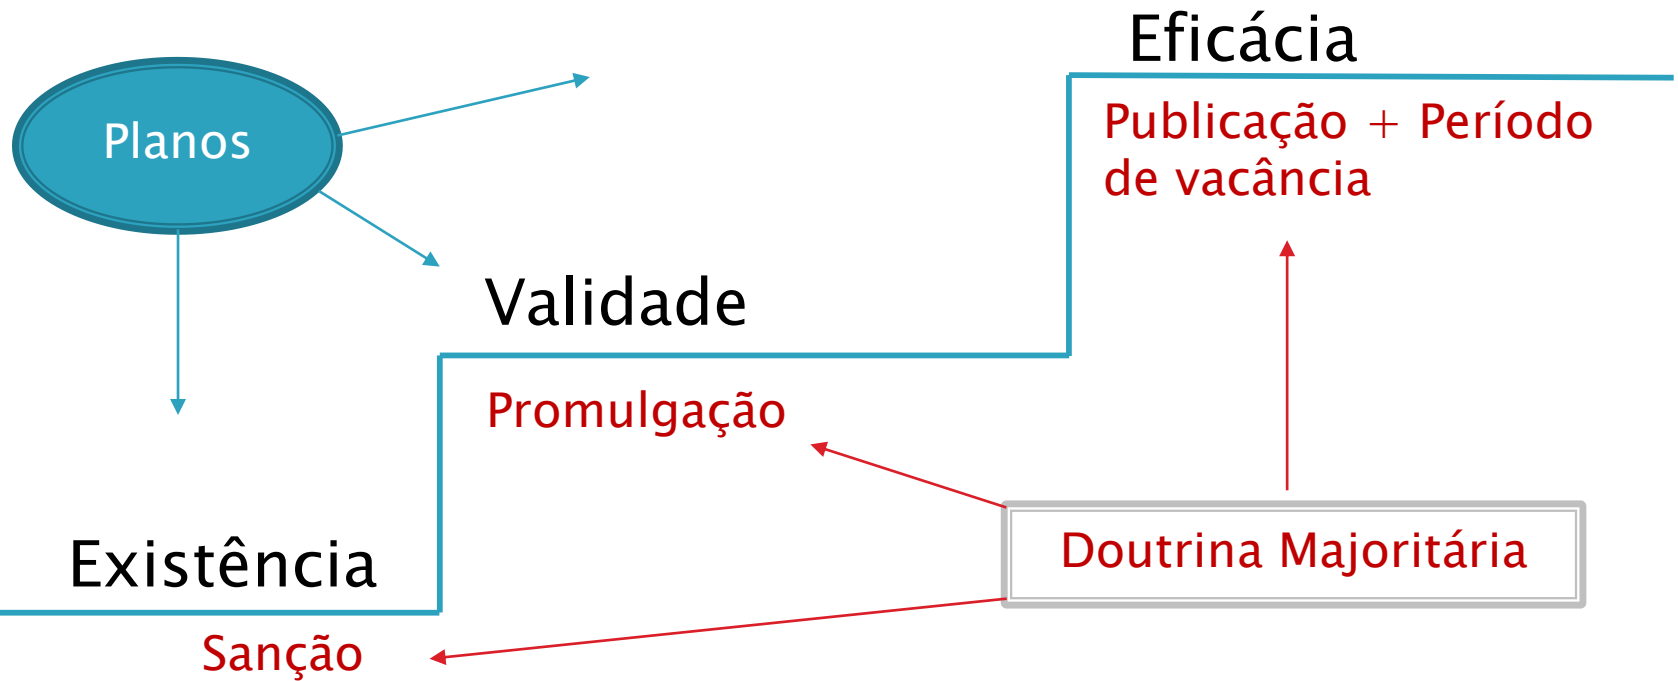 Eficácia
Planos
Publicação + Período
de vacância
Validade
Promulgação
Existência
Doutrina Majoritária
Sanção